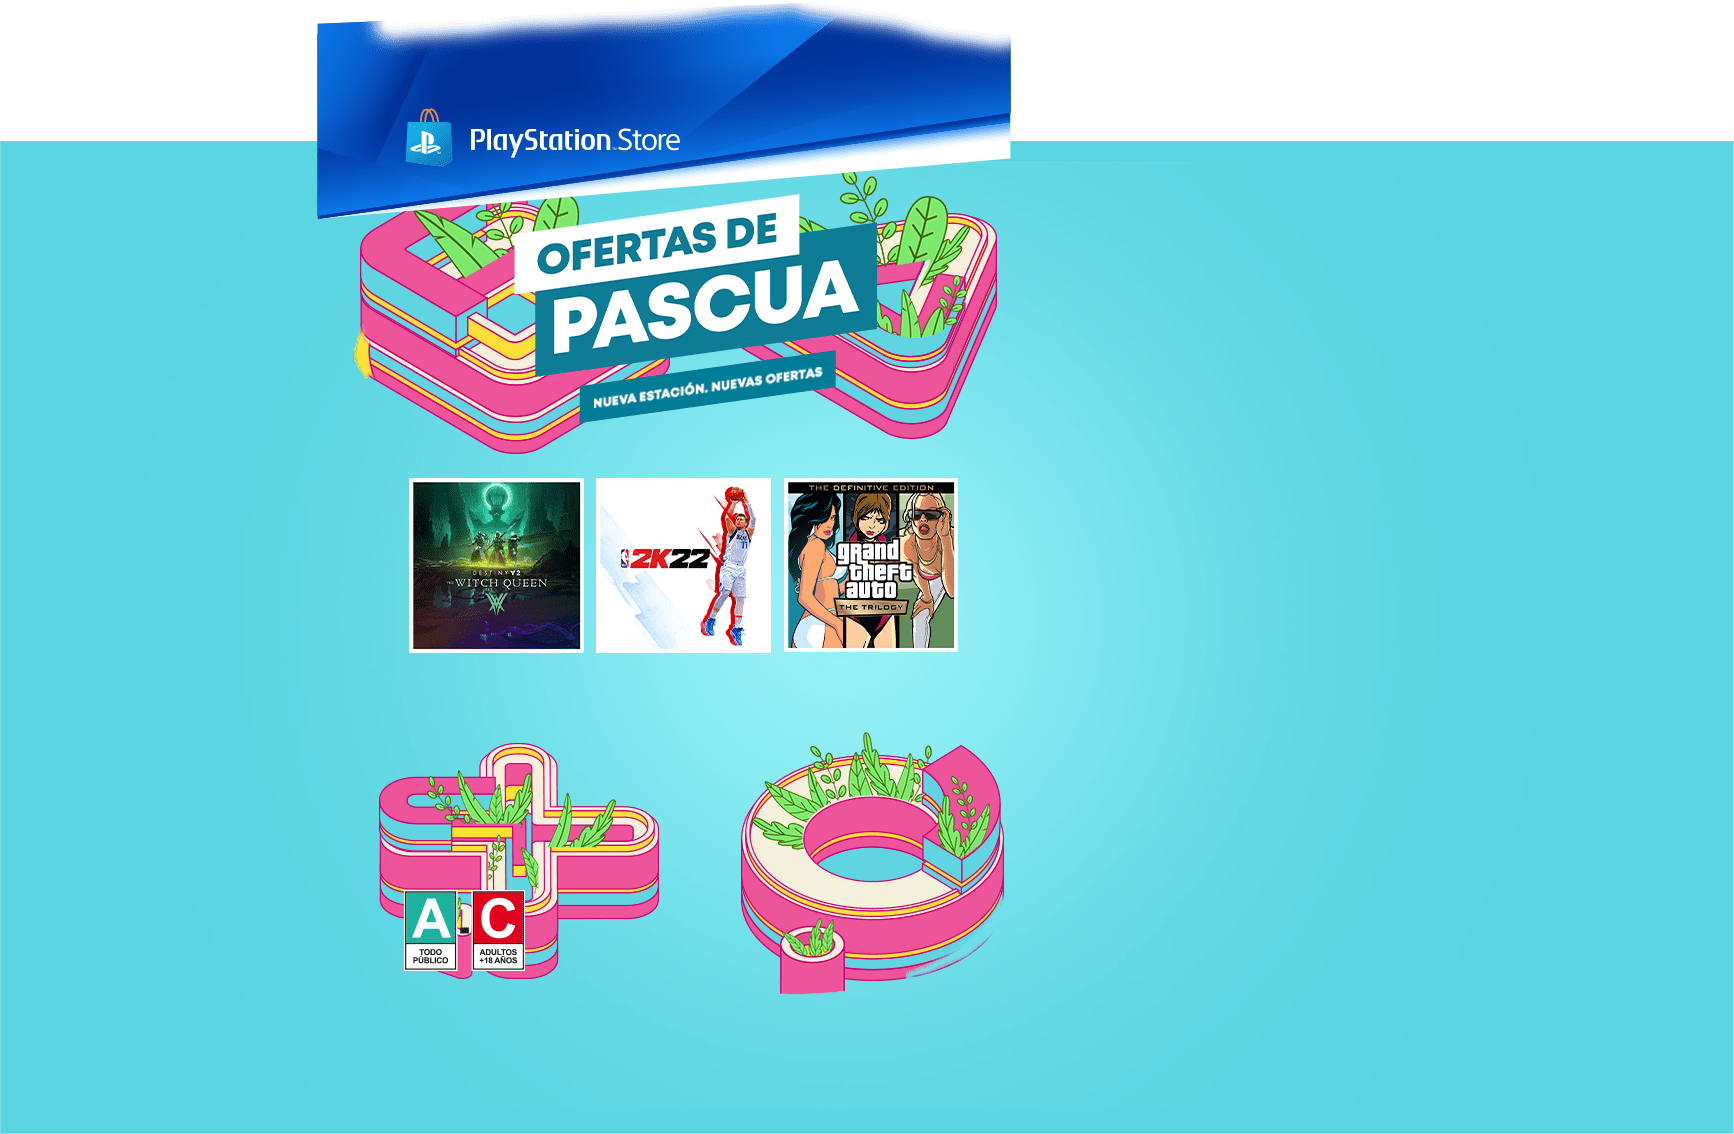 PlayStation Store
OFERTAS DE
PASCUA
NUEVA ESTACIÓN. NUEVAS OFERTAS
DESTINY 2
THE WITCH QUEEN
2K22
THE DEFINITIVE EDITION
grand
theft
auto
THE TRILOGY
A
TODO
PÚBLICO
C
ADULTOS
+18 AÑOS